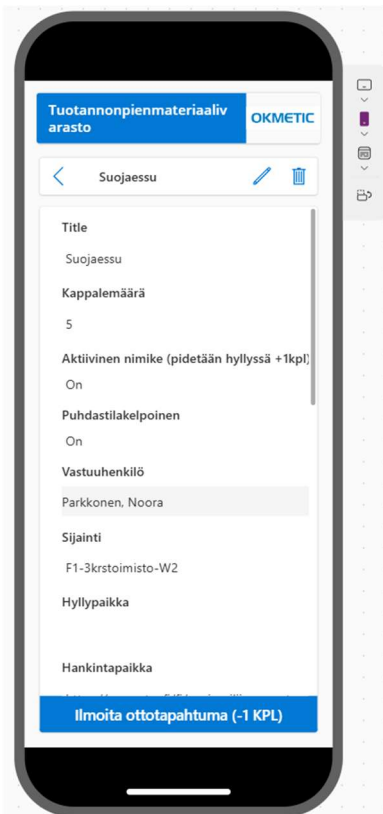 Tuotannonpienmateriaaliv
arasto
OKMETIC
Suojaessu
Title
Suojaessu
Kappalemäärä
5
Aktiivinen nimike (pidetään hyllyssä +1kpl)
On
Puhdastilakelpoinen
On
Vastuuhenkilö
Parkkonen, Noora
Sijainti
F1-3krstoimisto-W2
Hyllypaikka
Hankintapaikka
Ilmoita ottotapahtuma (-1 KPL)